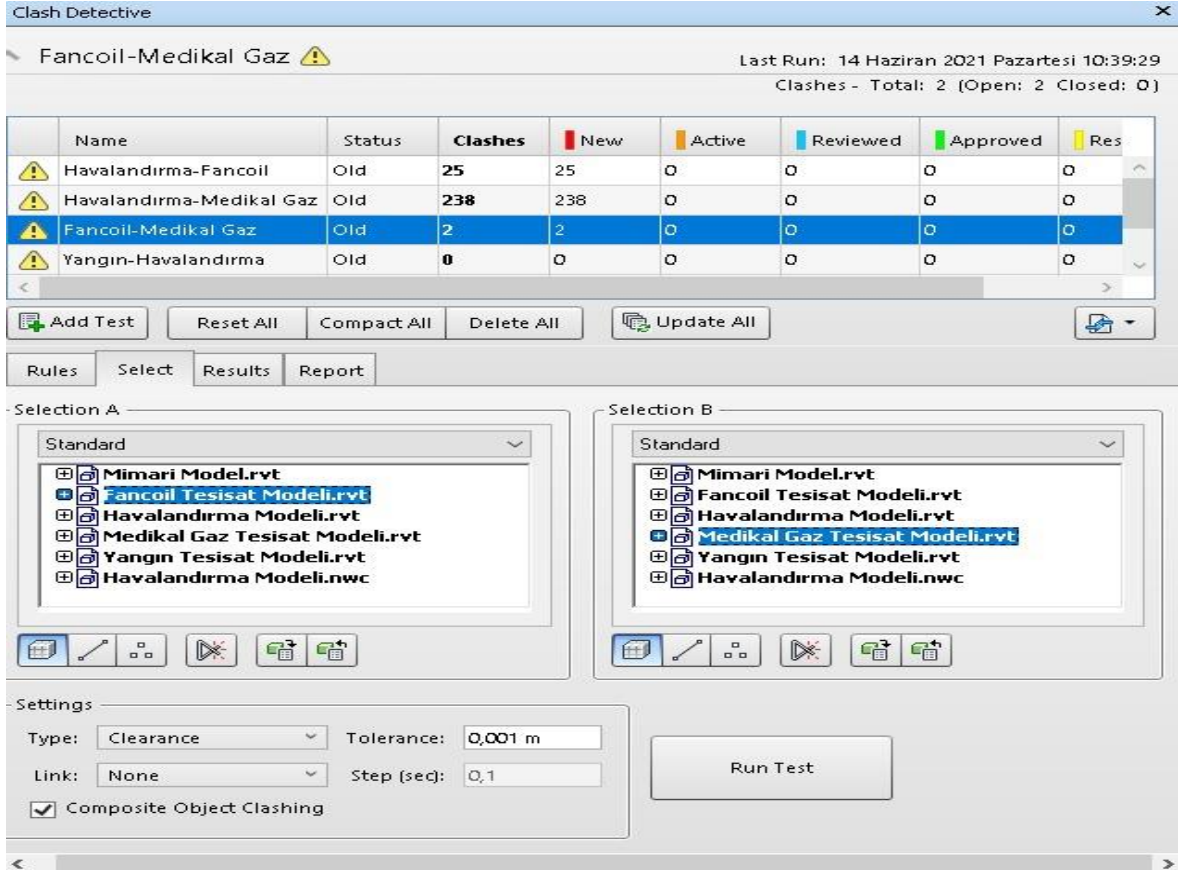 Clash Detective
Fancoil-Medikal Gaz
Last Run: 14 Haziran 2021 Pazartesi 10:39:29
Clashes - Total: 2 (Open: 2 Closed: 0)
Name Status Clashes New Active Reviewed Approved Res
Havalandırma-Fancoil Old 25 25 0 0 0 0
Havalandırma-Medikal Gaz Old 238 238 0 0 0 0
Fancoil-Medikal Gaz Old 2 2 0 0 0 0
Yangın-Havalandırma Old 0 0 0 0 0 0
Add Test Reset All Compact All Delete All Update All
Rules Select Results Report
Selection A
Standard
Mimari Model.rvt
Fancoil Tesisat Modeli.rvt
Havalandırma Modeli.rvt
Medikal Gaz Tesisat Modeli.rvt
Yangın Tesisat Modeli.rvt
Havalandırma Modeli.nwc
Selection B
Standard
Mimari Model.rvt
Fancoil Tesisat Modeli.rvt
Havalandırma Modeli.rvt
Medikal Gaz Tesisat Modeli.rvt
Yangın Tesisat Modeli.rvt
Havalandırma Modeli.nwc
Settings
Type: Clearance Tolerance: 0,001 m
Link: None Step (sec): 0,1
Composite Object Clashing
Run Test